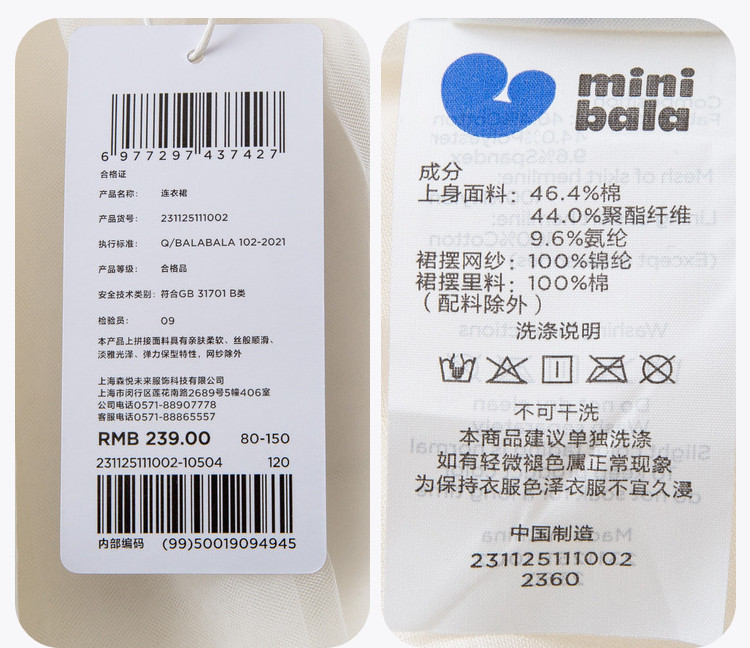 6 977297 437427
合格证
产品名称: 连衣裙
产品货号: 231125111002
执行标准: Q/BALABALA 102-2021
产品等级: 合格品
安全技术类别: 符合GB 31701 B类
检验员: 09
本产品上拼接面料具有亲肤柔软、丝般顺滑、
淡雅光泽、弹力保型特性，网纱除外
上海森悦未来服饰科技有限公司
上海市闵行区莲花南路2689号5幢406室
公司电话0571-88907778
客服电话0571-88865557
RMB 239.00 80-150
231125111002-10504 120
内部编码 (99)50019094945
mini
bala
成分
上身面料: 46.4%棉
44.0%聚酯纤维
9.6%氨纶
裙摆网纱: 100%锦纶
裙摆里料: 100%棉
（配料除外）
洗涤说明
不可干洗
本商品建议单独洗涤
如有轻微褪色属正常现象
为保持衣服色泽衣服不宜久浸
中国制造
231125111002
2360